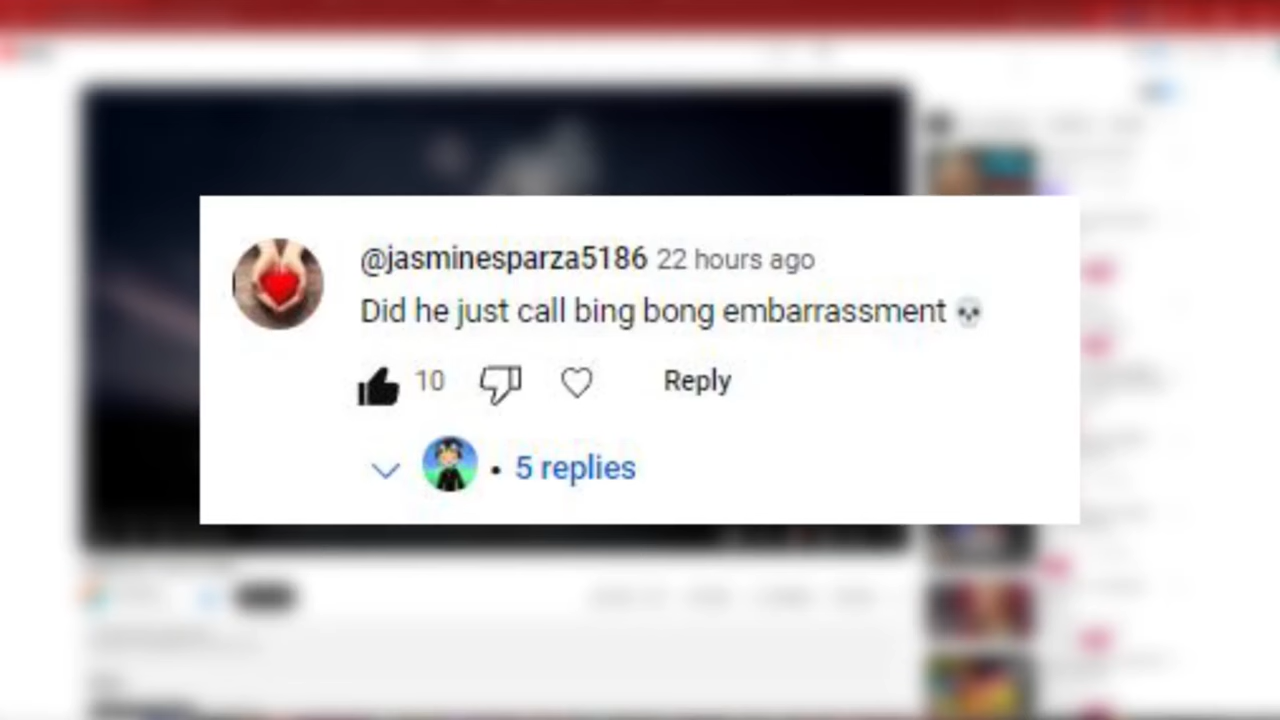 @jasminesparza5186 22 hours ago
Did he just call bing bong embarrassment 💀
10 Reply
• 5 replies